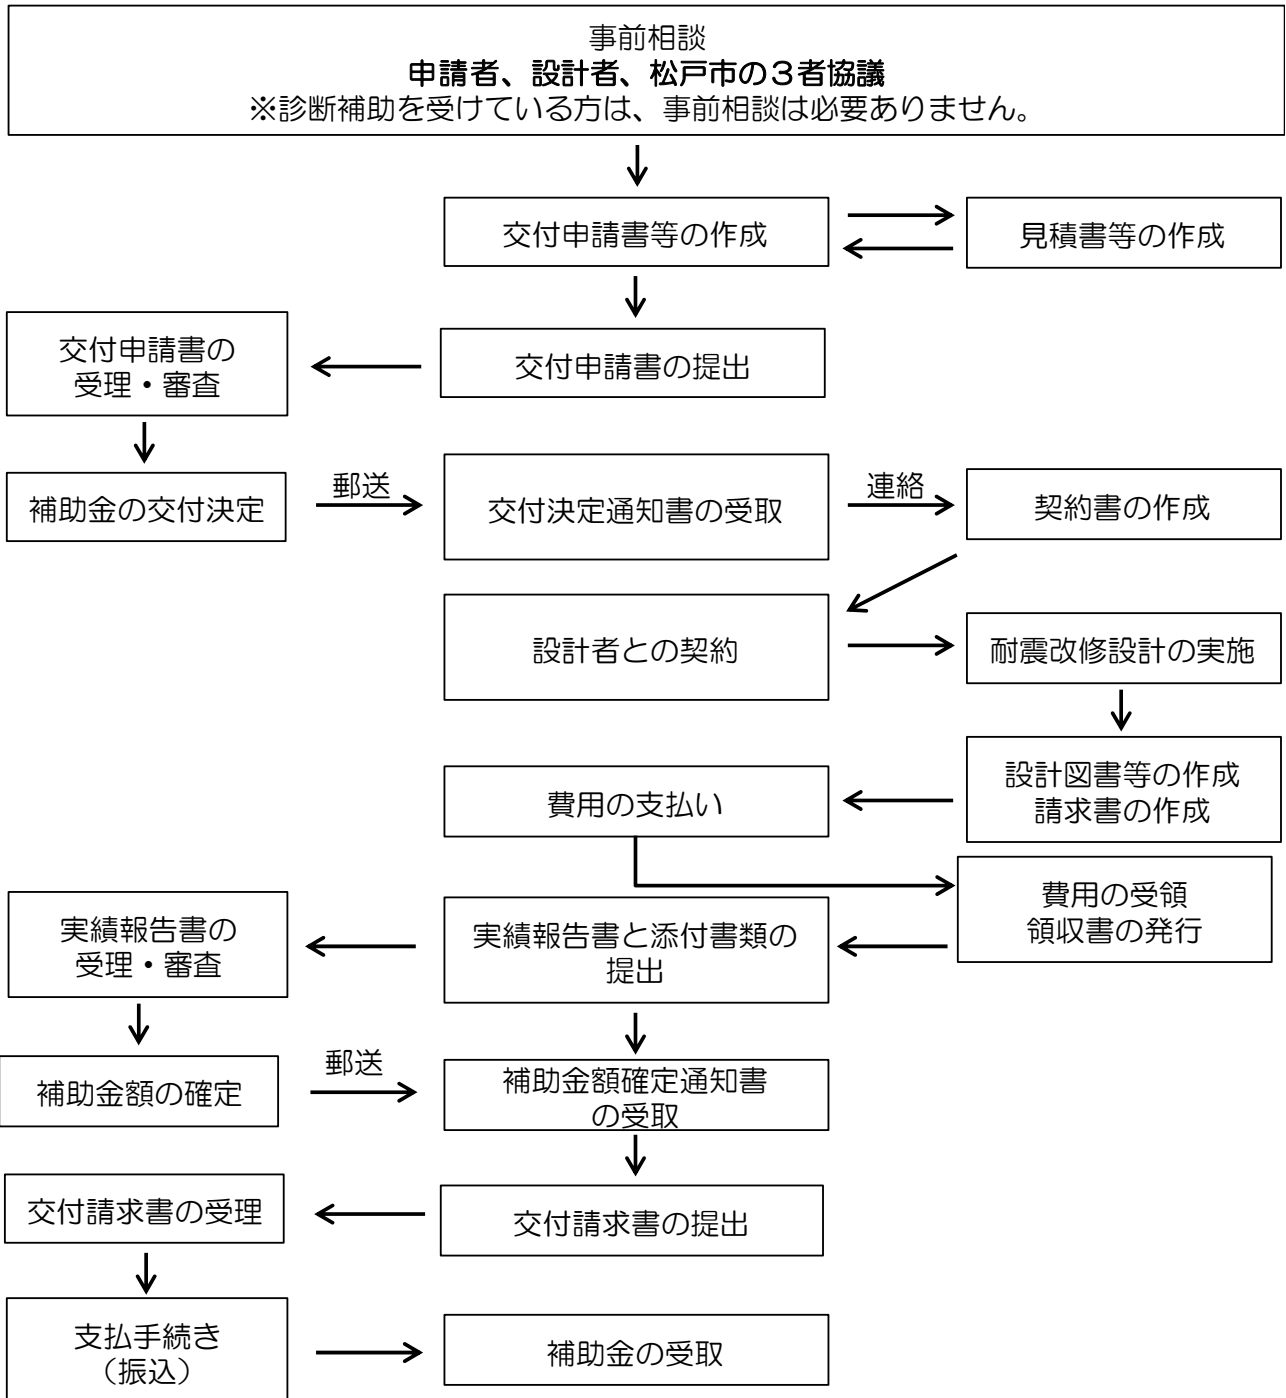 事前相談
申請者、設計者、松戸市の３者協議
※診断補助を受けている方は、事前相談は必要ありません。
交付申請書等の作成
見積書等の作成
交付申請書の
受理・審査
交付申請書の提出
補助金の交付決定
郵送
交付決定通知書の受取
連絡
契約書の作成
設計者との契約
耐震改修設計の実施
設計図書等の作成
請求書の作成
費用の支払い
費用の受領
領収書の発行
実績報告書と添付書類の
提出
実績報告書の
受理・審査
補助金額の確定
郵送
補助金額確定通知書
の受取
交付請求書の提出
交付請求書の受理
支払手続き
（振込）
補助金の受取